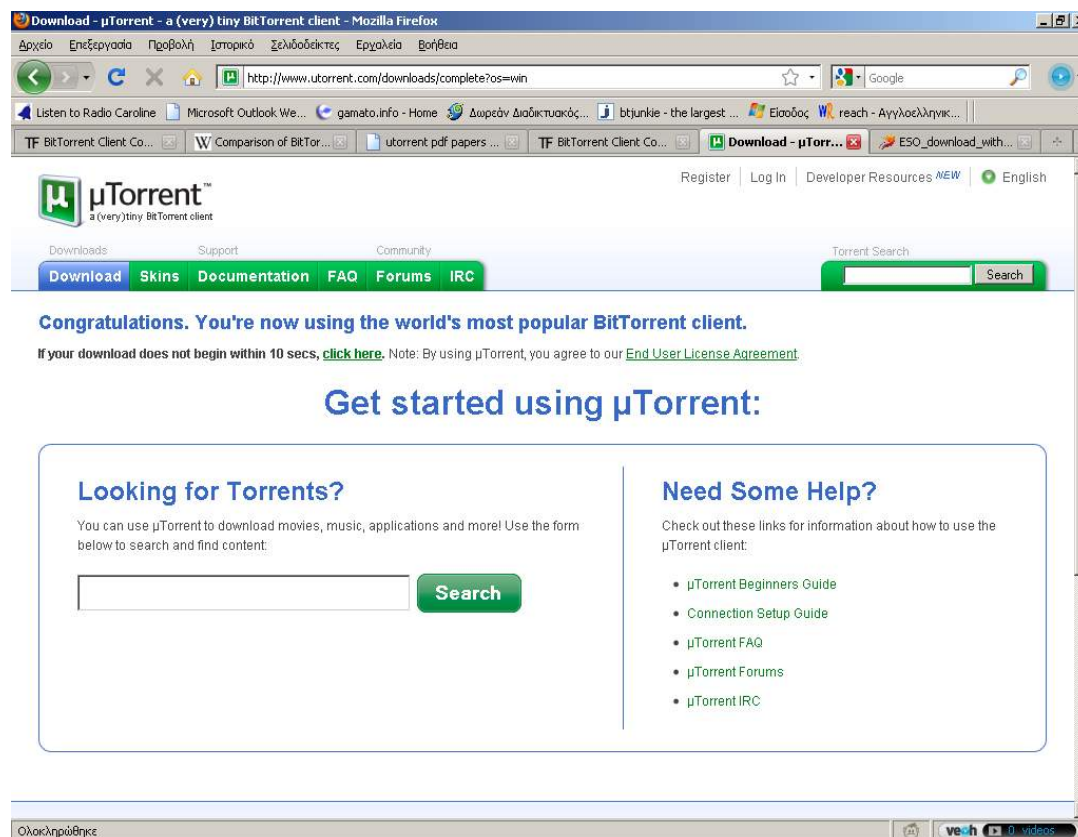 Download - µTorrent - a (very) tiny BitTorrent client - Mozilla Firefox
Αρχείο Επεξεργασία Προβολή Ιστορικό Σελιδοδείκτες Εργαλεία Βοήθεια
http://www.utorrent.com/downloads/complete?os=win Google
Listen to Radio Caroline Microsoft Outlook We... gamato.info - Home Δωρεάν Διαδικτυακός... btjunkie - the largest ... Είσοδος reach - Αγγλοελληνικ...
TF BitTorrent Client Co... W Comparison of BitTor... utorrent pdf papers ... TF BitTorrent Client Co... Download - µTorr... ESO_download_with...
Register Log In Developer Resources NEW English
µTorrent™
a (very) tiny BitTorrent client
Downloads Support Community Torrent Search
Download Skins Documentation FAQ Forums IRC Search
Congratulations. You're now using the world's most popular BitTorrent client.
If your download does not begin within 10 secs, click here. Note: By using µTorrent, you agree to our End User License Agreement.
Get started using µTorrent:
Looking for Torrents?
You can use µTorrent to download movies, music, applications and more! Use the form
below to search and find content:
Search
Need Some Help?
Check out these links for information about how to use the
µTorrent client:
• µTorrent Beginners Guide
• Connection Setup Guide
• µTorrent FAQ
• µTorrent Forums
• µTorrent IRC
Ολοκληρώθηκε veoh 0 videos